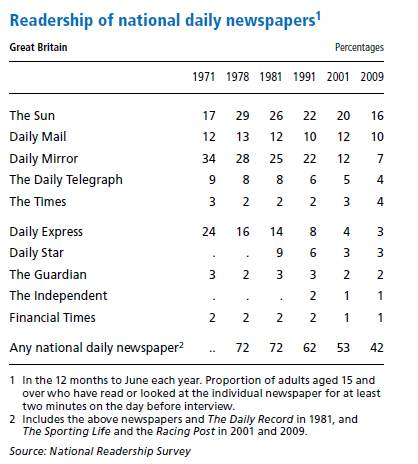 Readership of national daily newspapers¹
Great Britain Percentages
1971 1978 1981 1991 2001 2009
The Sun 17 29 26 22 20 16
Daily Mail 12 13 12 10 12 10
Daily Mirror 34 28 25 22 12 7
The Daily Telegraph 9 8 8 6 5 4
The Times 3 2 2 2 3 4
Daily Express 24 16 14 8 4 3
Daily Star . . 9 6 3 3
The Guardian 3 2 3 3 2 2
The Independent . . . 2 1 1
Financial Times 2 2 2 2 1 1
Any national daily newspaper² .. 72 72 62 53 42
1 In the 12 months to June each year. Proportion of adults aged 15 and
over who have read or looked at the individual newspaper for at least
two minutes on the day before interview.
2 Includes the above newspapers and The Daily Record in 1981, and
The Sporting Life and the Racing Post in 2001 and 2009.
Source: National Readership Survey